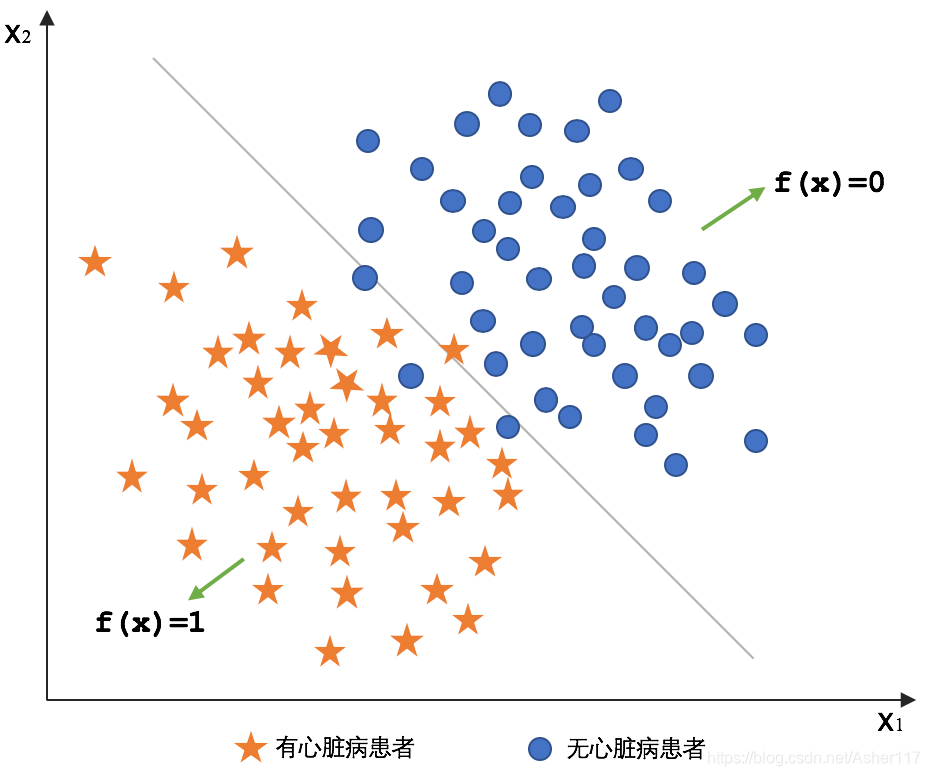 X2
f(x)=0
f(x)=1
X1
有心脏病患者
无心脏病患者
https://blog.csdn.net/Asher117